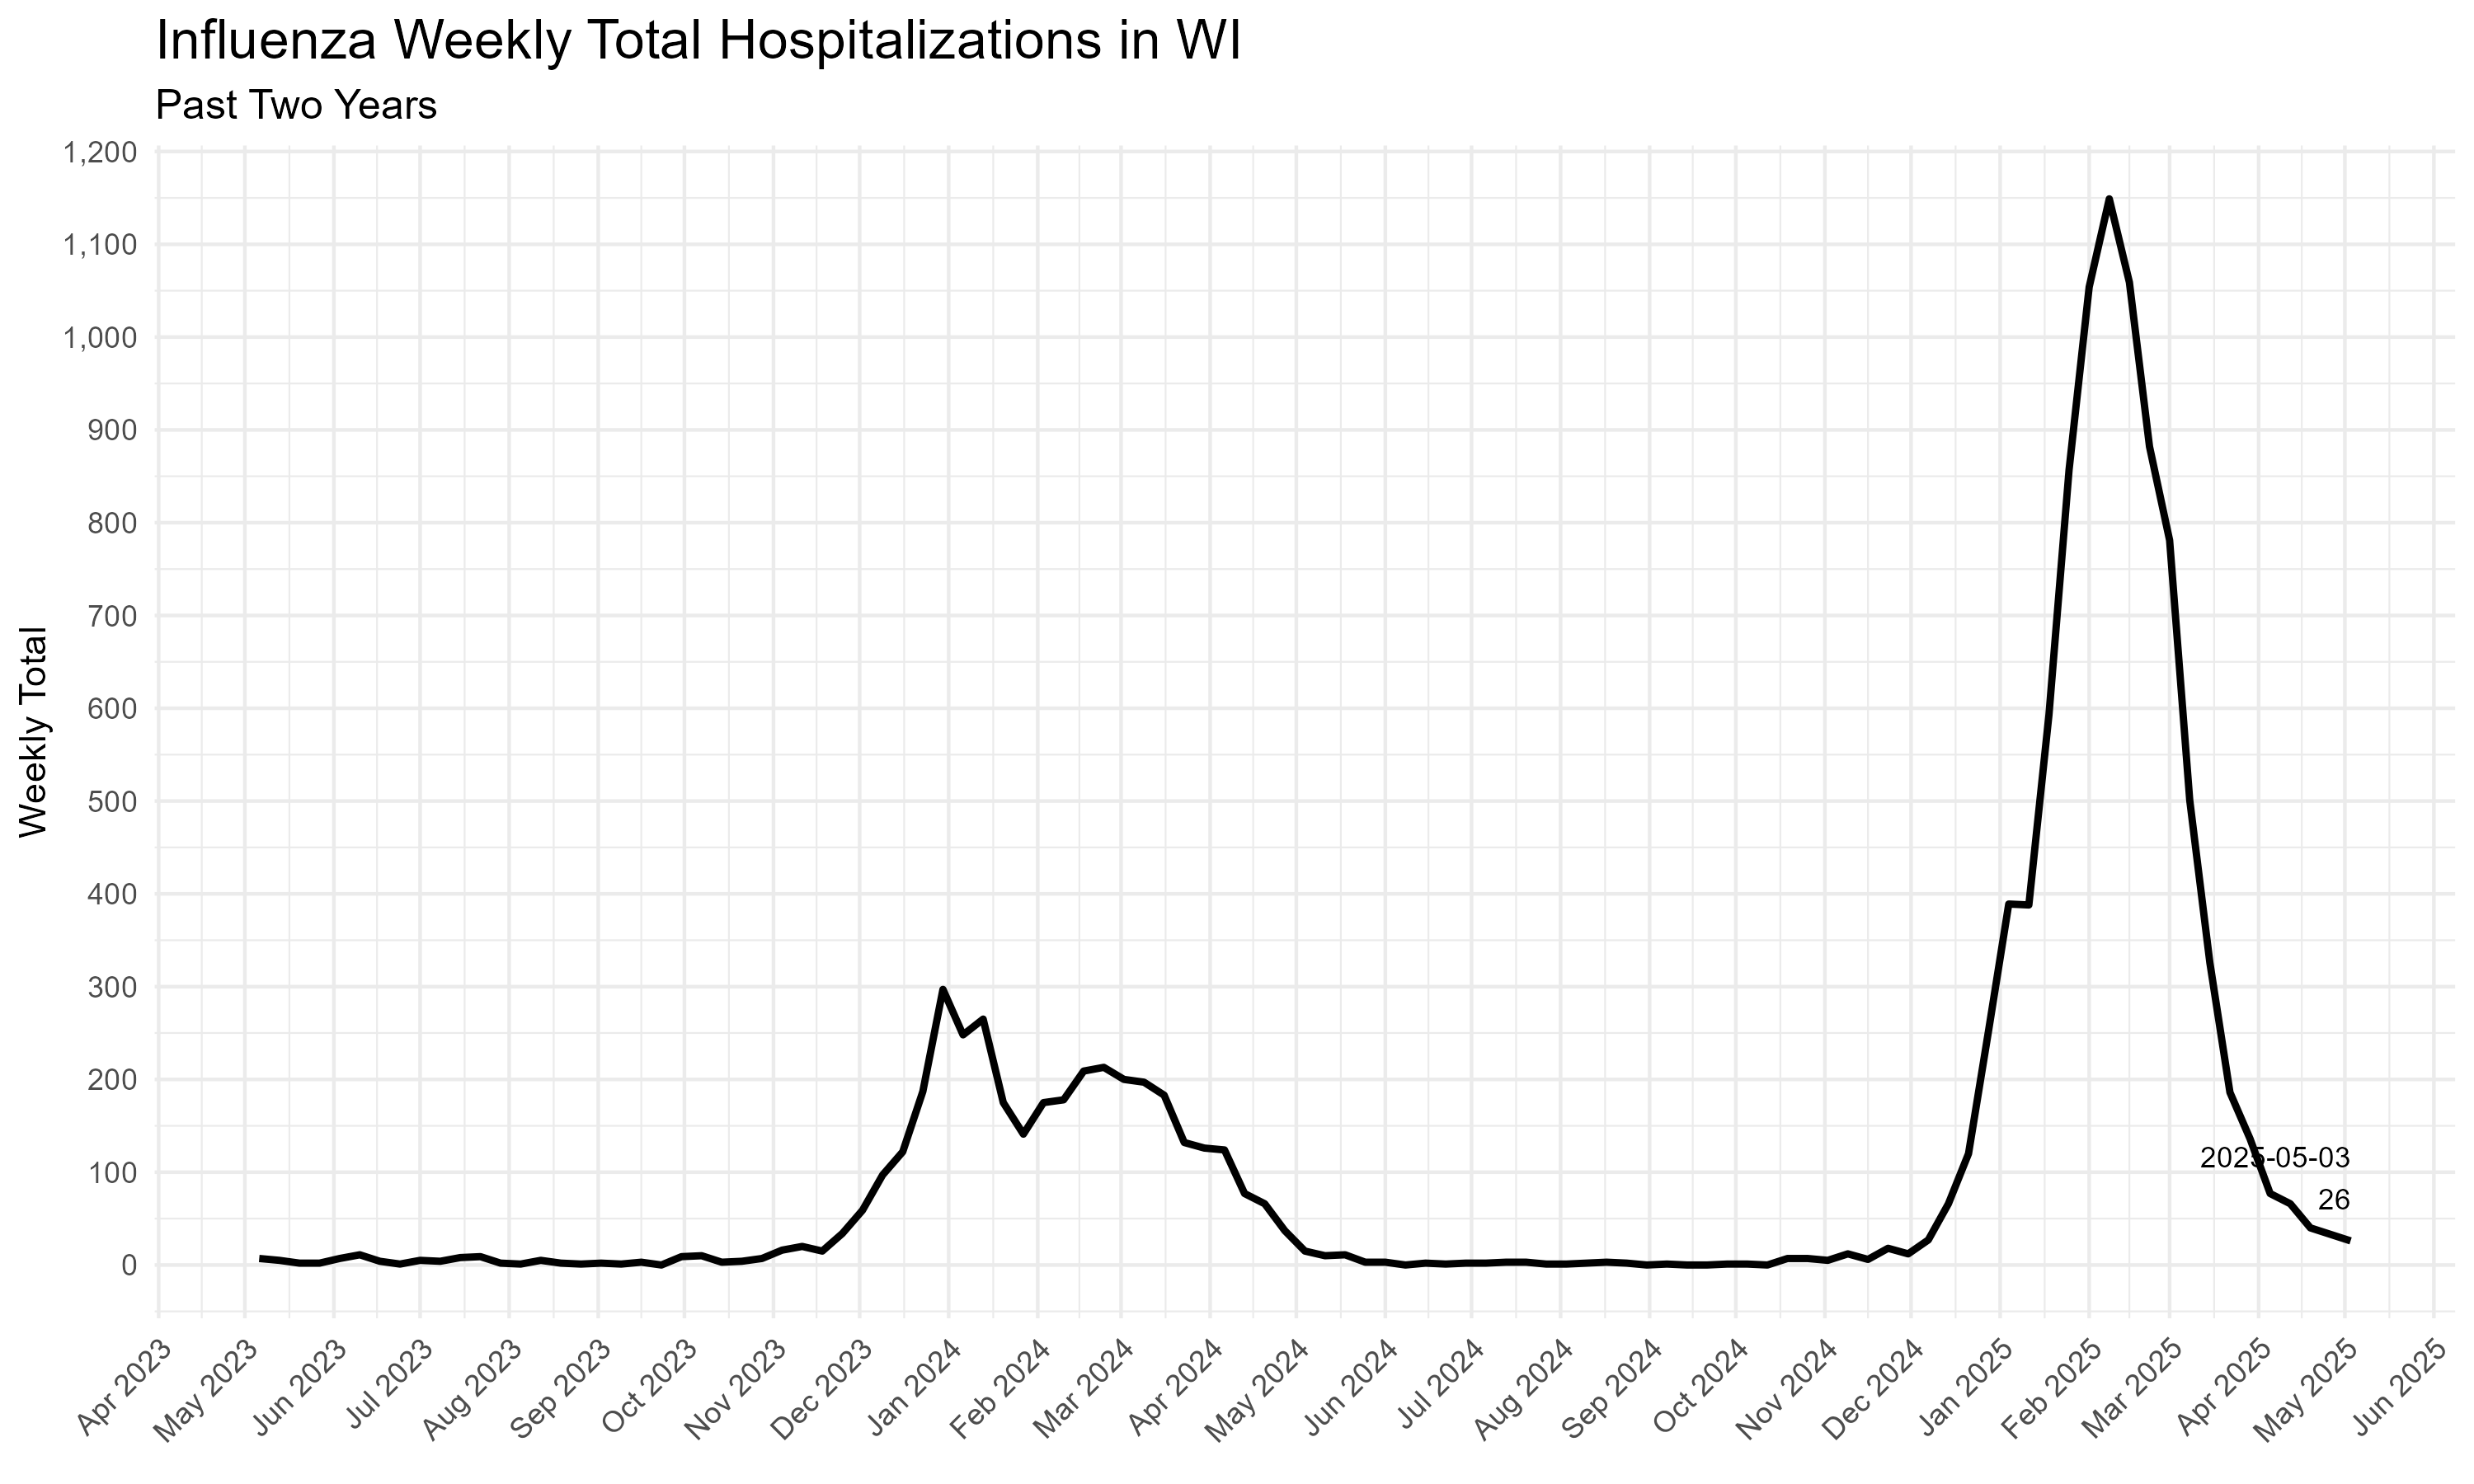 Influenza Weekly Total Hospitalizations in WI
Past Two Years
Weekly Total
1,200
1,100
1,000
900
800
700
600
500
400
300
200
100
0
2025-05-03
26
Apr 2023
May 2023
Jun 2023
Jul 2023
Aug 2023
Sep 2023
Oct 2023
Nov 2023
Dec 2023
Jan 2024
Feb 2024
Mar 2024
Apr 2024
May 2024
Jun 2024
Jul 2024
Aug 2024
Sep 2024
Oct 2024
Nov 2024
Dec 2024
Jan 2025
Feb 2025
Mar 2025
Apr 2025
May 2025
Jun 2025